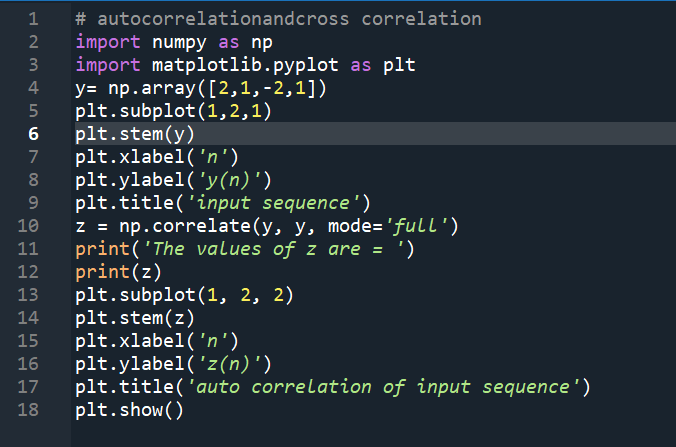 1 # autocorrelationandcross correlation
2 import numpy as np
3 import matplotlib.pyplot as plt
4 y= np.array([2,1,-2,1])
5 plt.subplot(1,2,1)
6 plt.stem(y)
7 plt.xlabel('n')
8 plt.ylabel('y(n)')
9 plt.title('input sequence')
10 z = np.correlate(y, y, mode='full')
11 print('The values of z are = ')
12 print(z)
13 plt.subplot(1, 2, 2)
14 plt.stem(z)
15 plt.xlabel('n')
16 plt.ylabel('z(n)')
17 plt.title('auto correlation of input sequence')
18 plt.show()